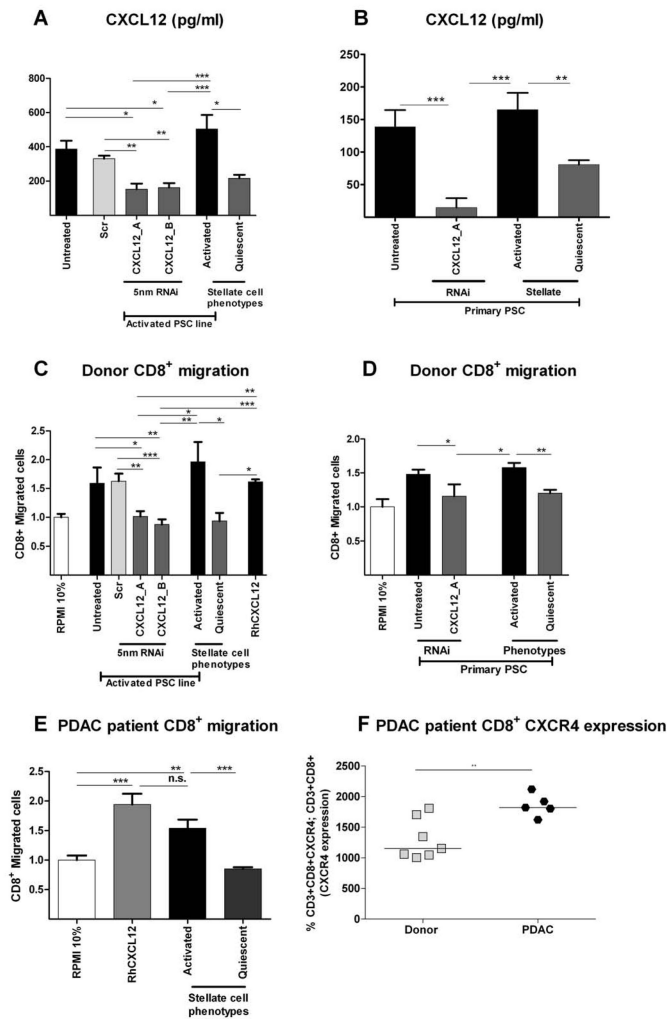 A CXCL12 (pg/ml)
800
600
400
200
***
***
*
*
*
**
**
Untreated
Scr
CXCL12_A
CXCL12_B
Activated
Quiescent
5nm RNAi
Stellate cell
phenotypes
Activated PSC line
B CXCL12 (pg/ml)
200
150
100
50
***
***
**
Untreated
CXCL12_A
Activated
Quiescent
RNAi
Stellate
Primary PSC
C Donor CD8+ migration
CD8+ Migrated cells
2.5
2.0
1.5
1.0
0.5
**
***
*
**
*
**
*
***
**
*
RPMI 10%
Untreated
Scr
CXCL12_A
CXCL12_B
Activated
Quiescent
RhCXCL12
5nm RNAi
Stellate cell
phenotypes
Activated PSC line
D Donor CD8+ migration
CD8+ Migrated cells
2.0
1.5
1.0
0.5
*
*
**
RPMI 10%
Untreated
CXCL12_A
Activated
Quiescent
RNAi
Phenotypes
Primary PSC
E PDAC patient CD8+ migration
CD8+ Migrated cells
2.5
2.0
1.5
1.0
0.5
**
***
***
n.s.
RPMI 10%
RhCXCL12
Activated
Quiescent
Stellate cell
phenotypes
F PDAC patient CD8+ CXCR4 expression
% CD3+CD8+CXCR4; CD3+CD8+
(CXCR4 expression)
2500
2000
1500
1000
500
0
**
Donor
PDAC